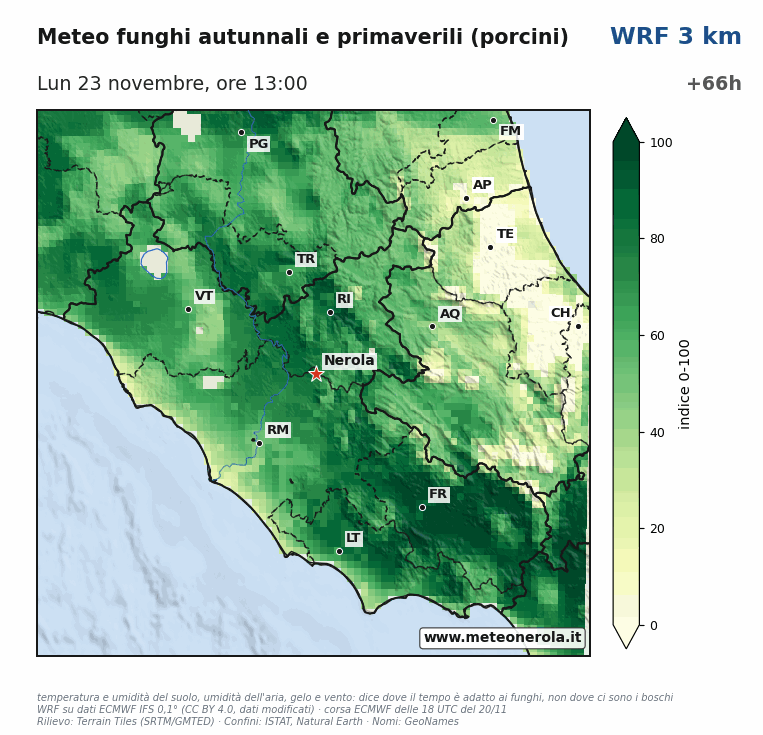 Meteo funghi autunnali e primaverili (porcini)
WRF 3 km
Lun 23 novembre, ore 13:00
+66h
FM
PG
AP
TE
TR
VT
RI
AQ
CH
Nerola
RM
FR
LT
www.meteonerola.it
100
80
60
40
20
0
indice 0-100
temperatura e umidità del suolo, umidità dell'aria, gelo e vento: dice dove il tempo è adatto ai funghi, non dove ci sono i boschi
WRF su dati ECMWF IFS 0,1° (CC BY 4.0, dati modificati) · corsa ECMWF delle 18 UTC del 20/11
Rilievo: Terrain Tiles (SRTM/GMTED) · Confini: ISTAT, Natural Earth · Nomi: GeoNames